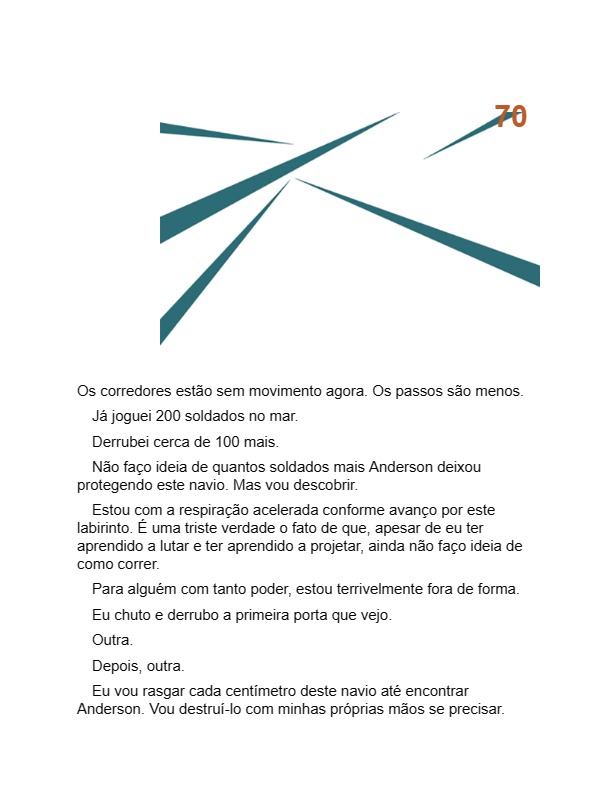 70
Os corredores estão sem movimento agora. Os passos são menos.
Já joguei 200 soldados no mar.
Derrubei cerca de 100 mais.
Não faço ideia de quantos soldados mais Anderson deixou
protegendo este navio. Mas vou descobrir.
Estou com a respiração acelerada conforme avanço por este
labirinto. É uma triste verdade o fato de que, apesar de eu ter
aprendido a lutar e ter aprendido a projetar, ainda não faço ideia de
como correr.
Para alguém com tanto poder, estou terrivelmente fora de forma.
Eu chuto e derrubo a primeira porta que vejo.
Outra.
Depois, outra.
Eu vou rasgar cada centímetro deste navio até encontrar
Anderson. Vou destruí-lo com minhas próprias mãos se precisar.